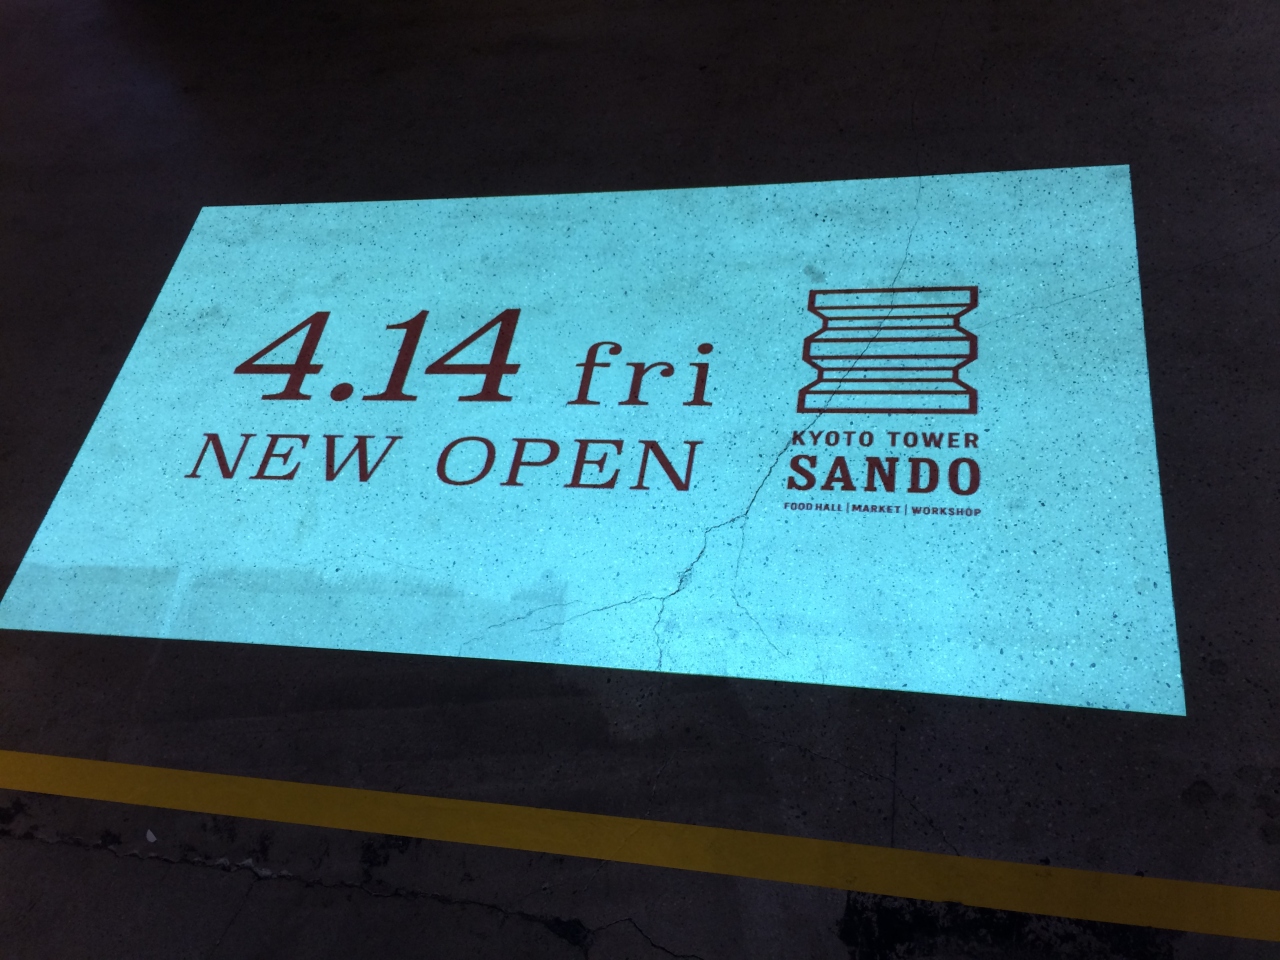 4.14 fri
NEW OPEN
KYOTO TOWER
SANDO
FOOD HALL | MARKET | WORKSHOP